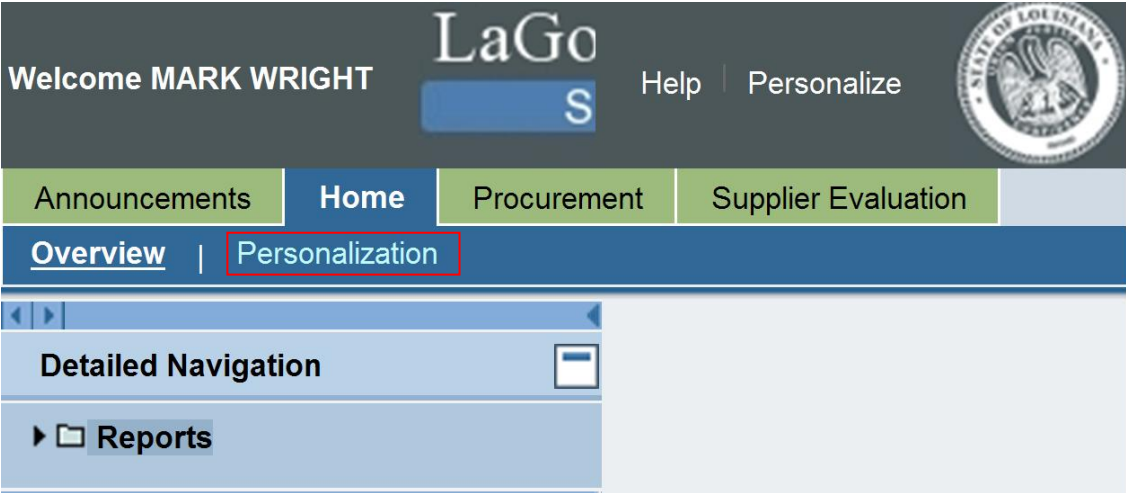 LaGo
Welcome MARK WRIGHT
S
Help | Personalize
Announcements Home Procurement Supplier Evaluation
Overview | Personalization
Detailed Navigation
Reports